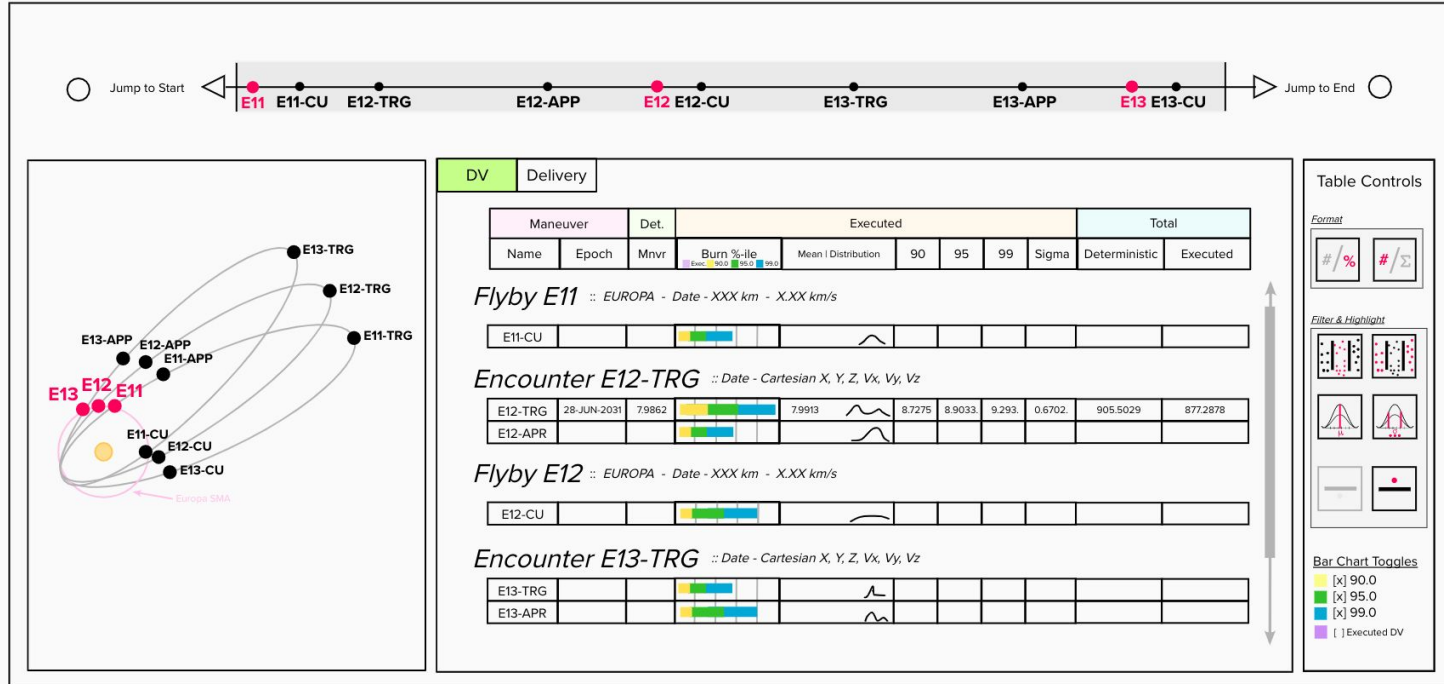 Jump to Start
Jump to End
E11 E11-CU E12-TRG E12-APP E12 E12-CU E13-TRG E13-APP E13 E13-CU
E13-TRG
E12-TRG
E11-TRG
E13-APP
E12-APP
E11-APP
E13 E12 E11
E11-CU
E12-CU
E13-CU
Europa SMA
DV Delivery
Maneuver Det. Executed Total
Name Epoch Mnvr Burn %-ile Mean | Distribution 90 95 99 Sigma Deterministic Executed
Exec. 90.0 95.0 99.0
Flyby E11 :: EUROPA - Date - XXX km - X.XX km/s
E11-CU
Encounter E12-TRG :: Date - Cartesian X, Y, Z, Vx, Vy, Vz
E12-TRG 28-JUN-2031 7.9862 7.9913 8.7275 8.9033. 9.293. 0.6702. 905.5029 877.2878
E12-APR
Flyby E12 :: EUROPA - Date - XXX km - X.XX km/s
E12-CU
Encounter E13-TRG :: Date - Cartesian X, Y, Z, Vx, Vy, Vz
E13-TRG
E13-APR
Table Controls
Format
#/% #/Σ
Filter & Highlight
μ
Bar Chart Toggles
[x] 90.0
[x] 95.0
[x] 99.0
[ ] Executed DV